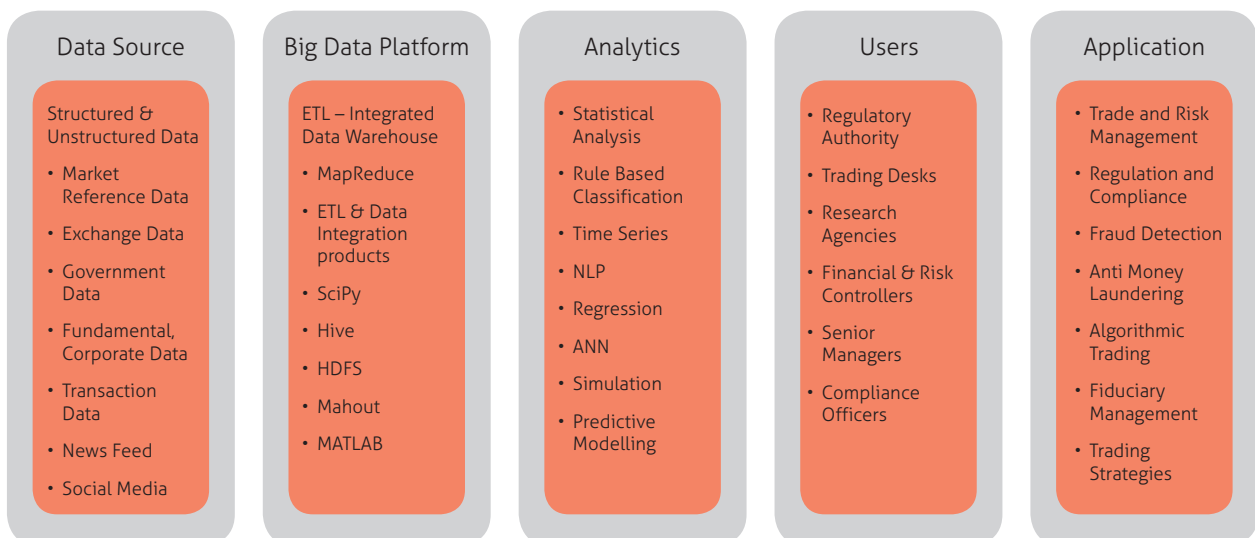 Data Source
Structured &
Unstructured Data
• Market
Reference Data
• Exchange Data
• Government
Data
• Fundamental,
Corporate Data
• Transaction
Data
• News Feed
• Social Media
Big Data Platform
ETL – Integrated
Data Warehouse
• MapReduce
• ETL & Data
Integration
products
• SciPy
• Hive
• HDFS
• Mahout
• MATLAB
Analytics
• Statistical
Analysis
• Rule Based
Classification
• Time Series
• NLP
• Regression
• ANN
• Simulation
• Predictive
Modelling
Users
• Regulatory
Authority
• Trading Desks
• Research
Agencies
• Financial & Risk
Controllers
• Senior
Managers
• Compliance
Officers
Application
• Trade and Risk
Management
• Regulation and
Compliance
• Fraud Detection
• Anti Money
Laundering
• Algorithmic
Trading
• Fiduciary
Management
• Trading
Strategies